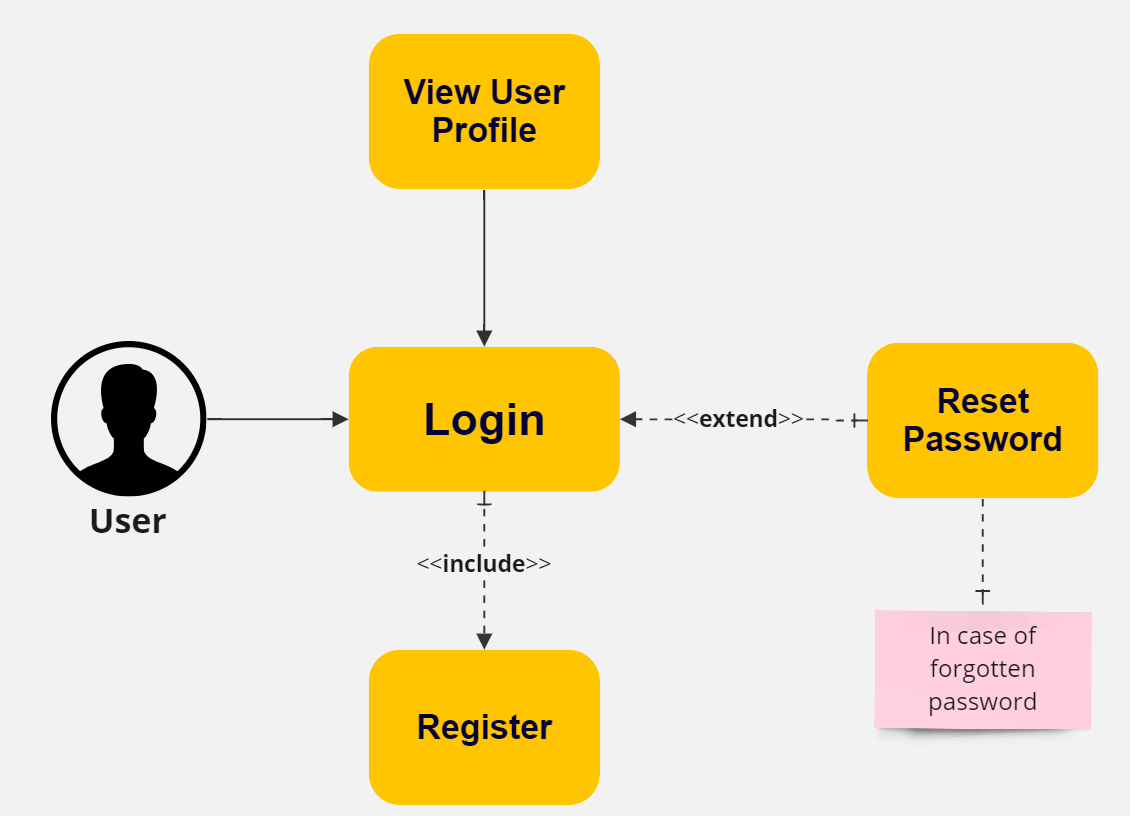 View User
Profile
Login
<<extend>>
Reset
Password
User
<<include>>
In case of
forgotten
password
Register